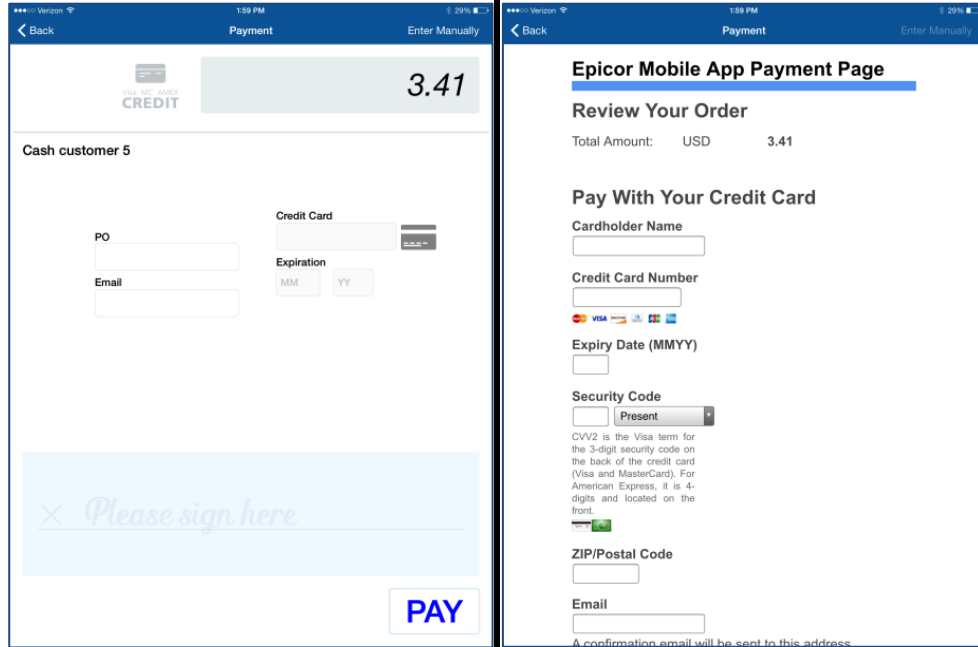 Verizon 1:59 PM 29%
Back Payment Enter Manually
Visa MC AMEX
CREDIT
3.41
Cash customer 5
Credit Card
PO
Expiration
MM YY
Email
Please sign here
PAY
Verizon 1:59 PM 29%
Back Payment Enter Manually
Epicor Mobile App Payment Page
Review Your Order
Total Amount: USD 3.41
Pay With Your Credit Card
Cardholder Name
Credit Card Number
VISA
Expiry Date (MMYY)
Security Code
Present
CVV2 is the Visa term for
the 3-digit security code on
the back of the credit card
(Visa and MasterCard). For
American Express, it is 4-
digits and located on the
front.
ZIP/Postal Code
Email
A confirmation email will be sent to this address